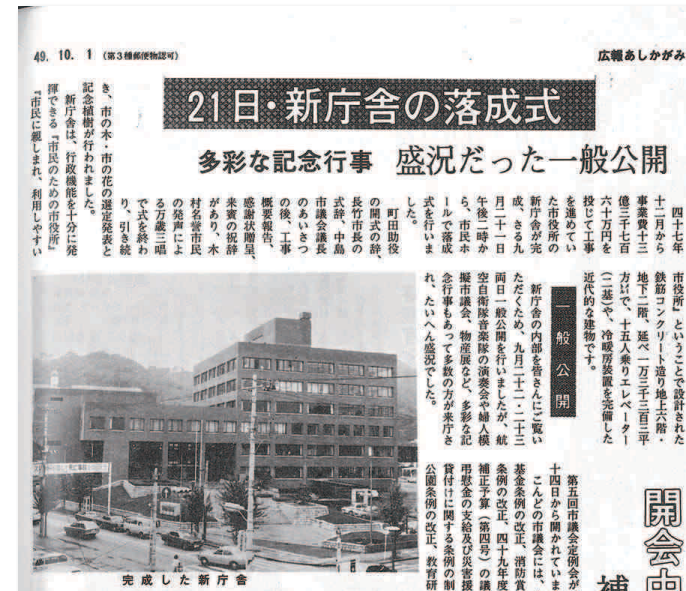 49. 10. 1 (第3種郵便物認可)
広報あしかがみ
21日・新庁舎の落成式
多彩な記念行事 盛況だった一般公開
四十七年
十二月から
事業費十三
億三千七百
六十万円を
投じて工事
を進めてい
た市役所の
新庁舎が完
成、さる九
月二十一日
午後二時か
ら、市民ホ
ールで落成
式を行いま
した。
町田助役
の開式の辞、
長竹市長の
式辞、中島
市議会議長
のあいさつ
の後、工事
概要報告、
感謝状贈呈、
来賓の祝辞
があり、木
村名誉市民
の発声によ
る万歳三唱
で式を終わ
り、引き続
き、市の木・市の花の選定発表と
記念植樹が行われました。
新庁舎は、行政機能を十分に発
揮できる『市民のための市役所』
『市民に親しまれ、利用しやすい
市役所』ということで設計された
鉄筋コンクリート造り地上六階・
地下二階、延べ一万三千二百三平
方㍍で、十五人乗りエレベーター
(二基)や、冷暖房装置を完備した
近代的な建物です。
一般公開
新庁舎の内部を皆さんにご覧い
ただくため、九月二十二・二十三
両日一般公開を行いましたが、航
空自衛隊音楽隊の演奏会や婦人模
擬市議会、物産展など、多彩な記
念行事もあって多数の方が来庁さ
れ、たいへん盛況でした。
完成した新庁舎
開会中
補
第五回市議会定例会が
十四日から開かれていま
こんどの市議会には、
基金条例の改正、消防賞
条例の改正、四十九年度
補正予算(第四号)の議
弔慰金の支給及び災害援
貸付けに関する条例の制
公園条例の改正、教育研